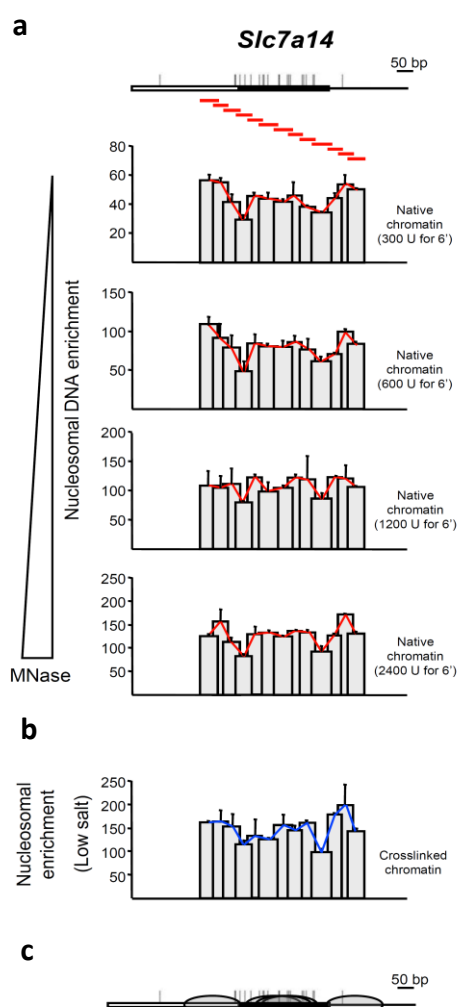 a
Slc7a14
50 bp
80
60
40
20
Native
chromatin
(300 U for 6')
150
100
50
Native
chromatin
(600 U for 6')
200
150
100
50
Native
chromatin
(1200 U for 6')
250
200
150
100
50
Native
chromatin
(2400 U for 6')
Nucleosomal DNA enrichment
MNase
b
250
200
150
100
50
Nucleosomal
enrichment
(Low salt)
Crosslinked
chromatin
c
50 bp